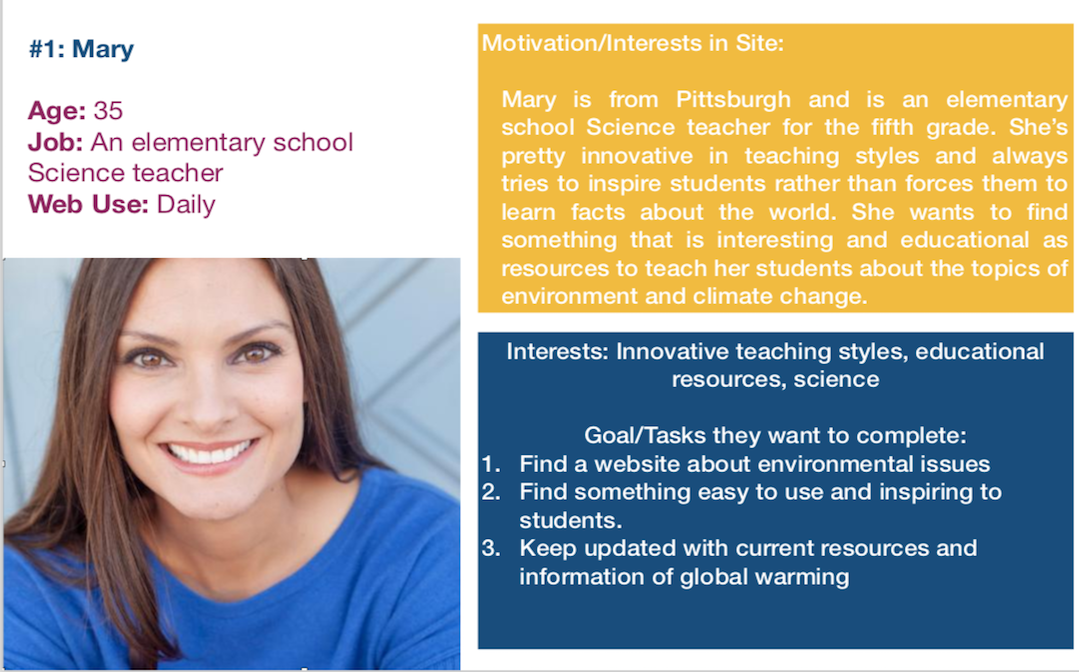 #1: Mary
Age: 35
Job: An elementary school
Science teacher
Web Use: Daily
Motivation/Interests in Site:
Mary is from Pittsburgh and is an elementary
school Science teacher for the fifth grade. She’s
pretty innovative in teaching styles and always
tries to inspire students rather than forces them to
learn facts about the world. She wants to find
something that is interesting and educational as
resources to teach her students about the topics of
environment and climate change.
Interests: Innovative teaching styles, educational
resources, science
Goal/Tasks they want to complete:
1. Find a website about environmental issues
2. Find something easy to use and inspiring to
students.
3. Keep updated with current resources and
information of global warming